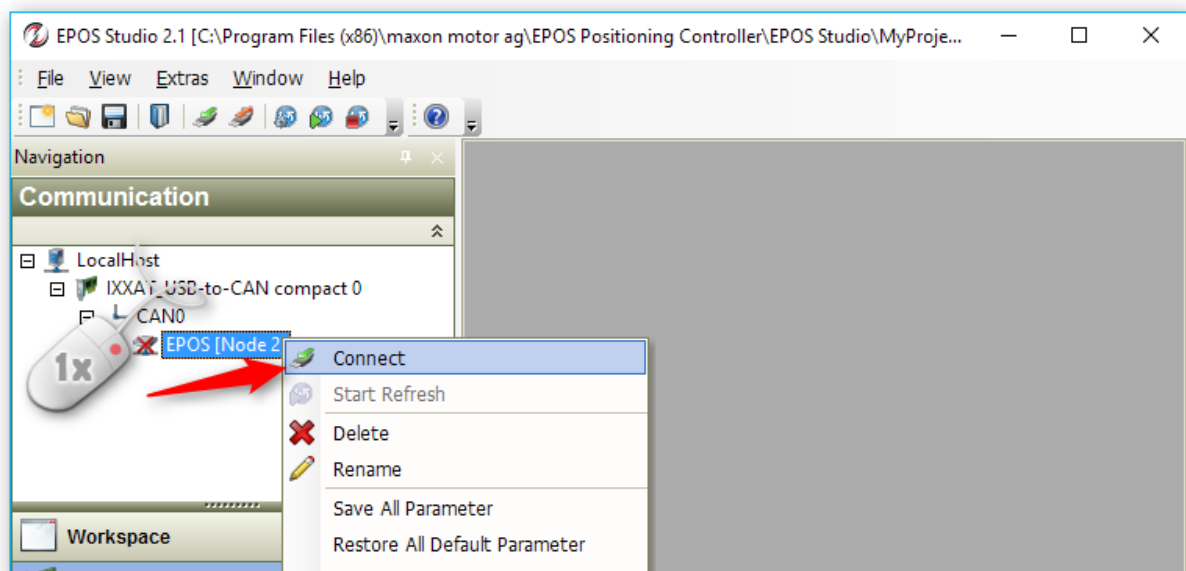 EPOS Studio 2.1 [C:\Program Files (x86)\maxon motor ag\EPOS Positioning Controller\EPOS Studio\MyProje...
File View Extras Window Help
Navigation
Communication
LocalHost
IXXAT_USB-to-CAN compact 0
CAN0
EPOS [Node 2
1x
Connect
Start Refresh
Delete
Rename
Save All Parameter
Restore All Default Parameter
Workspace